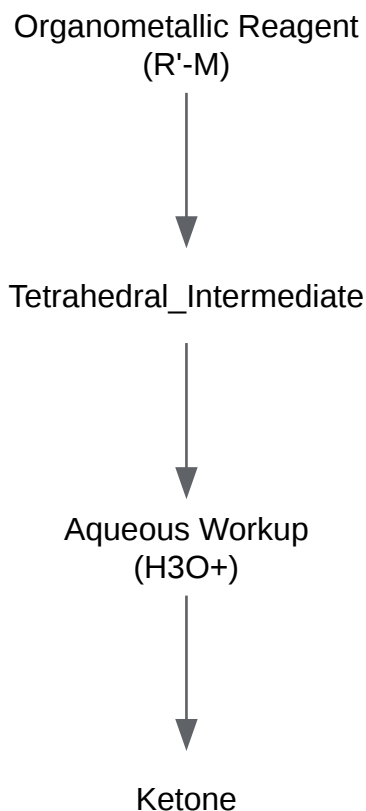 Organometallic Reagent
(R'-M)
Tetrahedral_Intermediate
Aqueous Workup
(H3O+)
Ketone